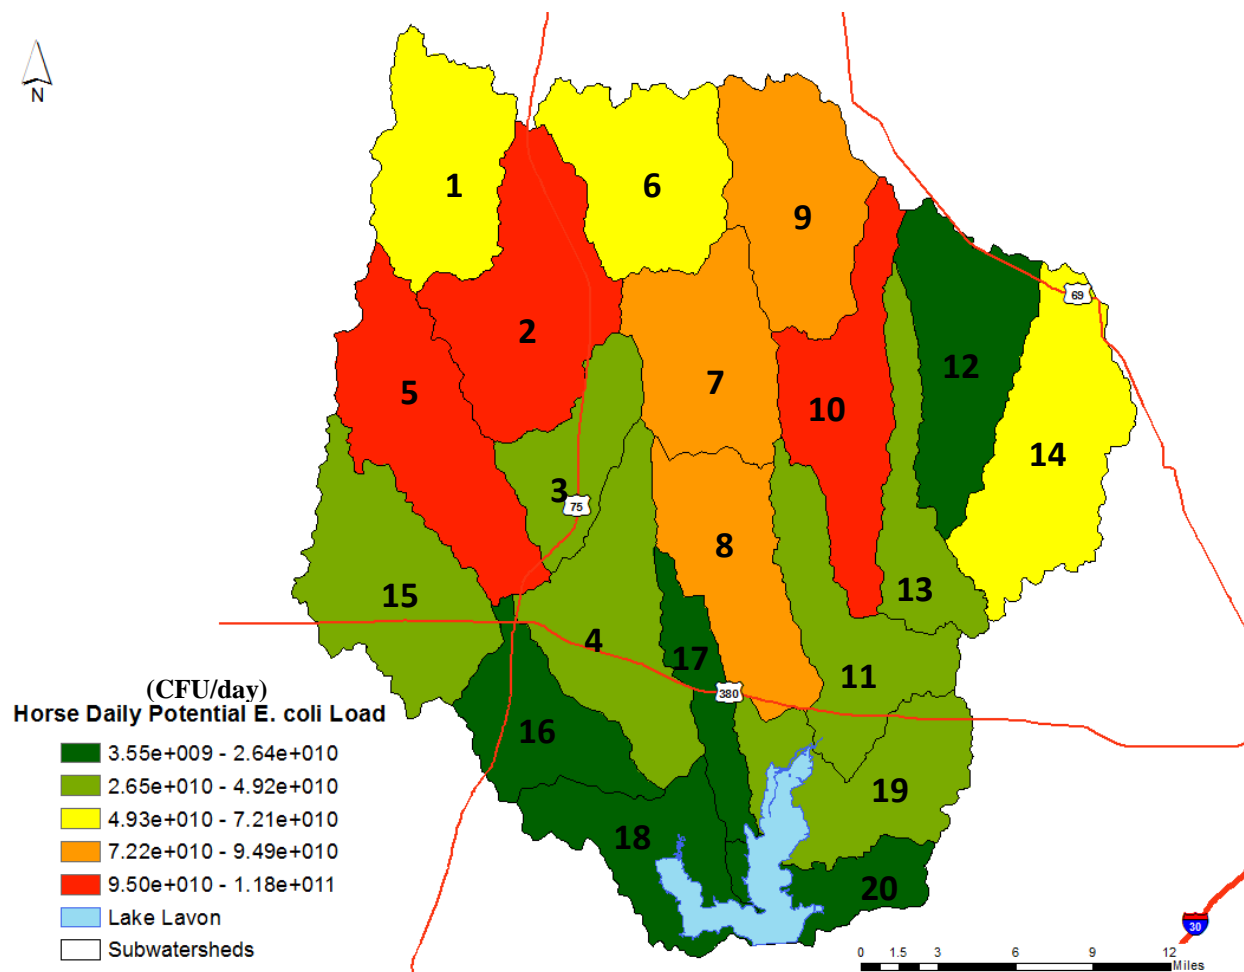 N
1
6
9
69
2
12
5
7
10
14
3
75
8
13
15
4
17
11
380
(CFU/day)
Horse Daily Potential E. coli Load
3.55e+009 - 2.64e+010
2.65e+010 - 4.92e+010
4.93e+010 - 7.21e+010
7.22e+010 - 9.49e+010
9.50e+010 - 1.18e+011
Lake Lavon
Subwatersheds
16
19
18
20
30
0 1.5 3 6 9 12
Miles